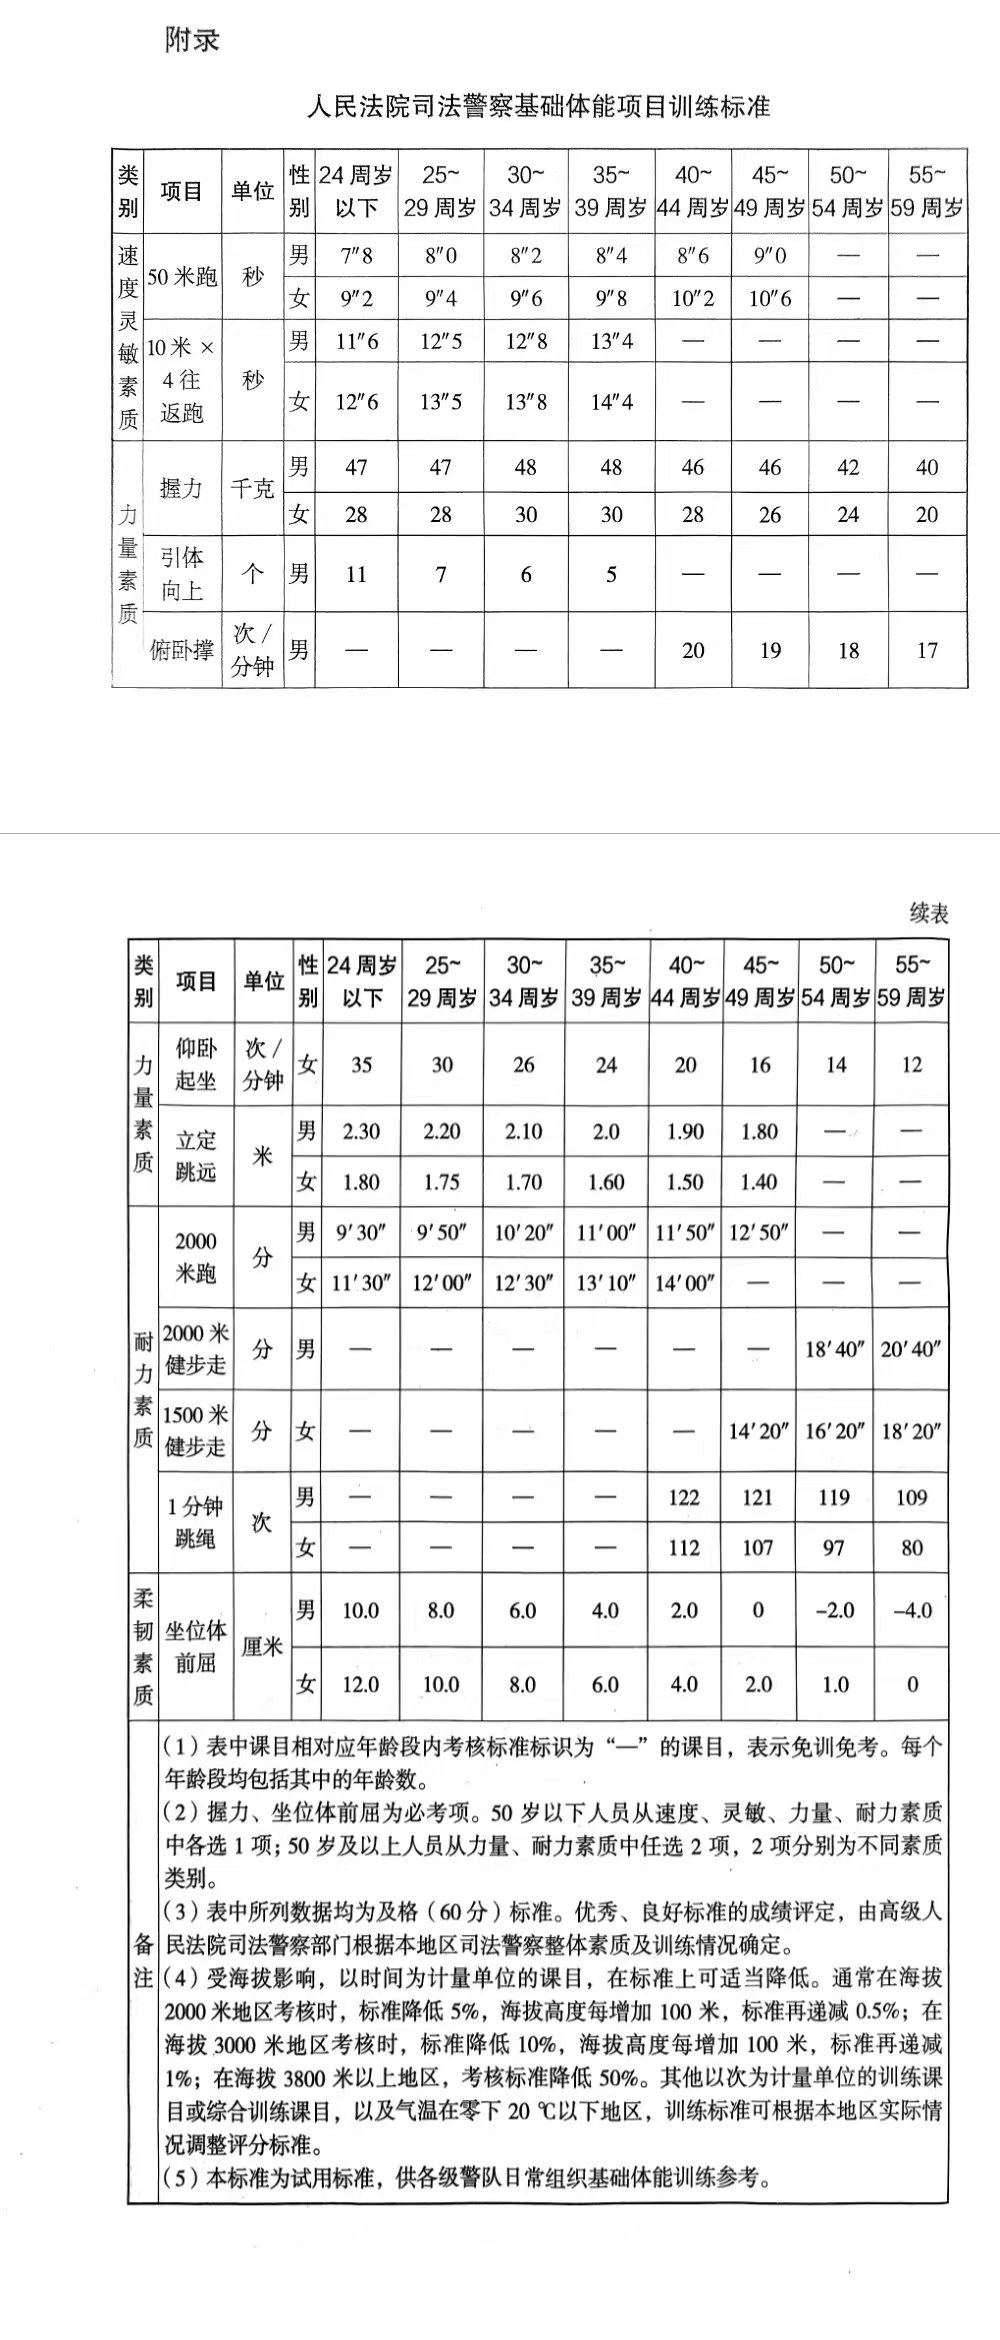 附录
人民法院司法警察基础体能项目训练标准
类别 项目 单位 性别 24周岁以下 25~29周岁 30~34周岁 35~39周岁 40~44周岁 45~49周岁 50~54周岁 55~59周岁
速度灵敏素质 50米跑 秒 男 7″8 8″0 8″2 8″4 8″6 9″0 — —
女 9″2 9″4 9″6 9″8 10″2 10″6 — —
10米×4往返跑 秒 男 11″6 12″5 12″8 13″4 — — — —
女 12″6 13″5 13″8 14″4 — — — —
力量素质 握力 千克 男 47 47 48 48 46 46 42 40
女 28 28 30 30 28 26 24 20
引体向上 个 男 11 7 6 5 — — — —
俯卧撑 次/分钟 男 — — — — 20 19 18 17
续表
类别 项目 单位 性别 24周岁以下 25~29周岁 30~34周岁 35~39周岁 40~44周岁 45~49周岁 50~54周岁 55~59周岁
力量素质 仰卧起坐 次/分钟 女 35 30 26 24 20 16 14 12
立定跳远 米 男 2.30 2.20 2.10 2.0 1.90 1.80 — —
女 1.80 1.75 1.70 1.60 1.50 1.40 — —
耐力素质 2000米跑 分 男 9′30″ 9′50″ 10′20″ 11′00″ 11′50″ 12′50″ — —
女 11′30″ 12′00″ 12′30″ 13′10″ 14′00″ — — —
2000米健步走 分 男 — — — — — — 18′40″ 20′40″
1500米健步走 分 女 — — — — — 14′20″ 16′20″ 18′20″
1分钟跳绳 次 男 — — — — 122 121 119 109
女 — — — — 112 107 97 80
柔韧素质 坐位体前屈 厘米 男 10.0 8.0 6.0 4.0 2.0 0 -2.0 -4.0
女 12.0 10.0 8.0 6.0 4.0 2.0 1.0 0
备注
(1)表中课目相对应年龄段内考核标准标识为“—”的课目，表示免训免考。每个
年龄段均包括其中的年龄数。
(2)握力、坐位体前屈为必考项。50岁以下人员从速度、灵敏、力量、耐力素质
中各选1项；50岁及以上人员从力量、耐力素质中任选2项，2项分别为不同素质
类别。
(3)表中所列数据均为及格(60分)标准。优秀、良好标准的成绩评定，由高级人
民法院司法警察部门根据本地区司法警察整体素质及训练情况确定。
(4)受海拔影响，以时间为计量单位的课目，在标准上可适当降低。通常在海拔
2000米地区考核时，标准降低5%，海拔高度每增加100米，标准再递减0.5%；在
海拔3000米地区考核时，标准降低10%，海拔高度每增加100米，标准再递减
1%；在海拔3800米以上地区，考核标准降低50%。其他以次为计量单位的训练课
目或综合训练课目，以及气温在零下20℃以下地区，训练标准可根据本地区实际情
况调整评分标准。
(5)本标准为试用标准，供各级警队日常组织基础体能训练参考。